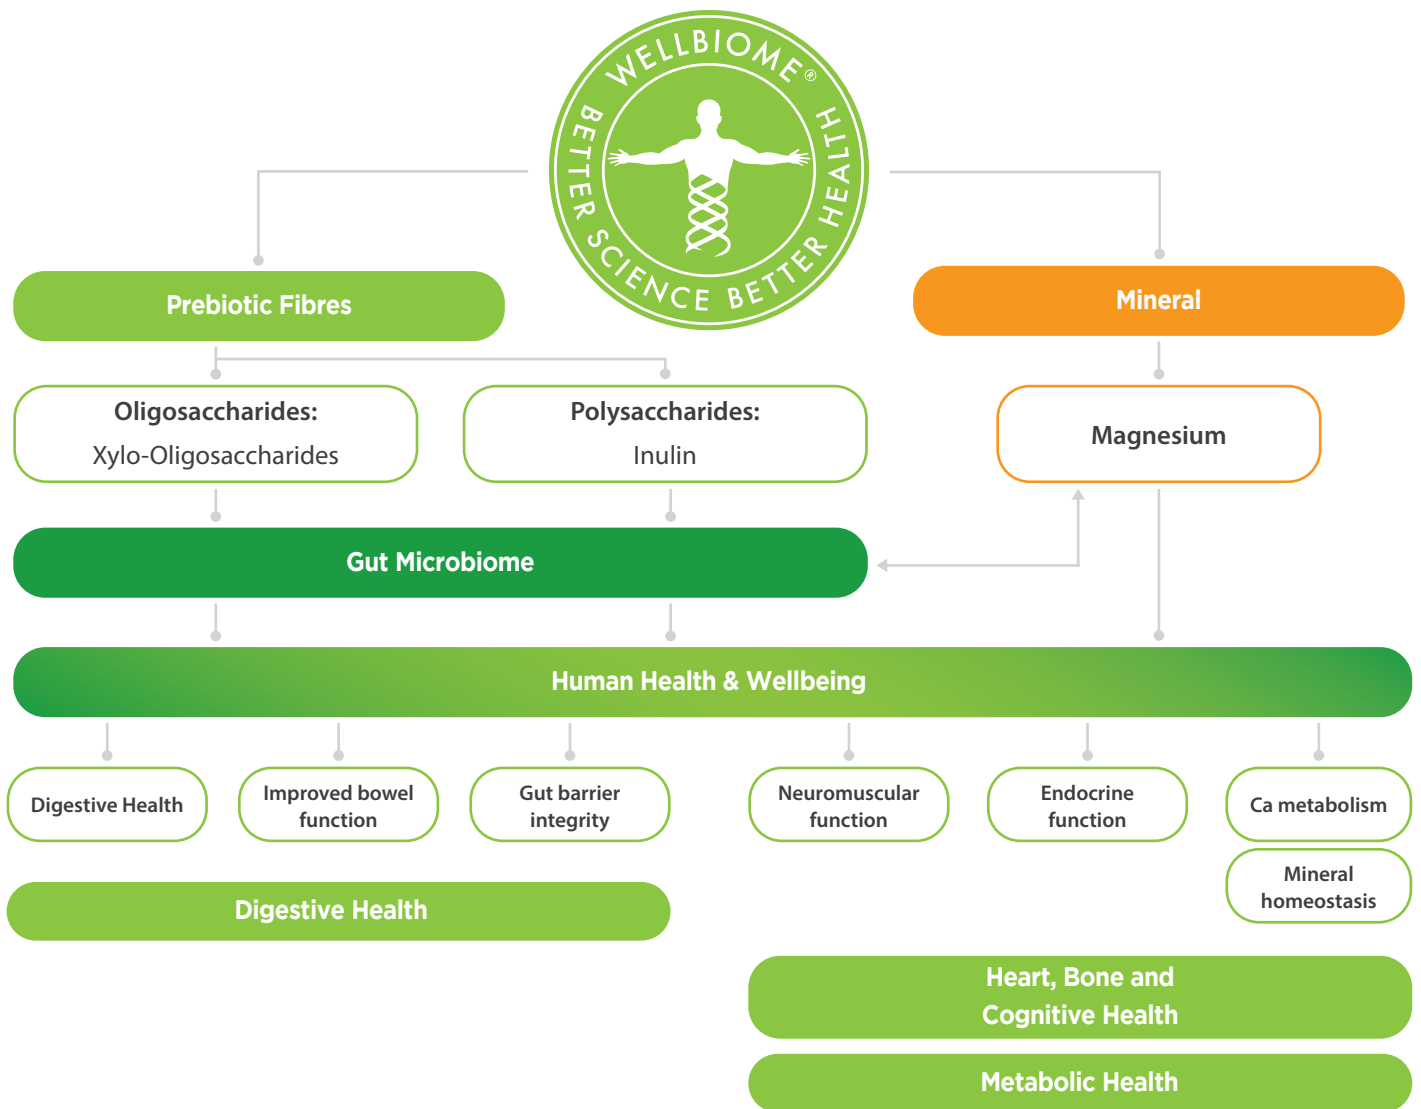 WELLBIOME®
BETTER SCIENCE BETTER HEALTH
Prebiotic Fibres
Mineral
Oligosaccharides:
Xylo-Oligosaccharides
Polysaccharides:
Inulin
Magnesium
Gut Microbiome
Human Health & Wellbeing
Digestive Health
Improved bowel
function
Gut barrier
integrity
Neuromuscular
function
Endocrine
function
Ca metabolism
Mineral
homeostasis
Digestive Health
Heart, Bone and
Cognitive Health
Metabolic Health